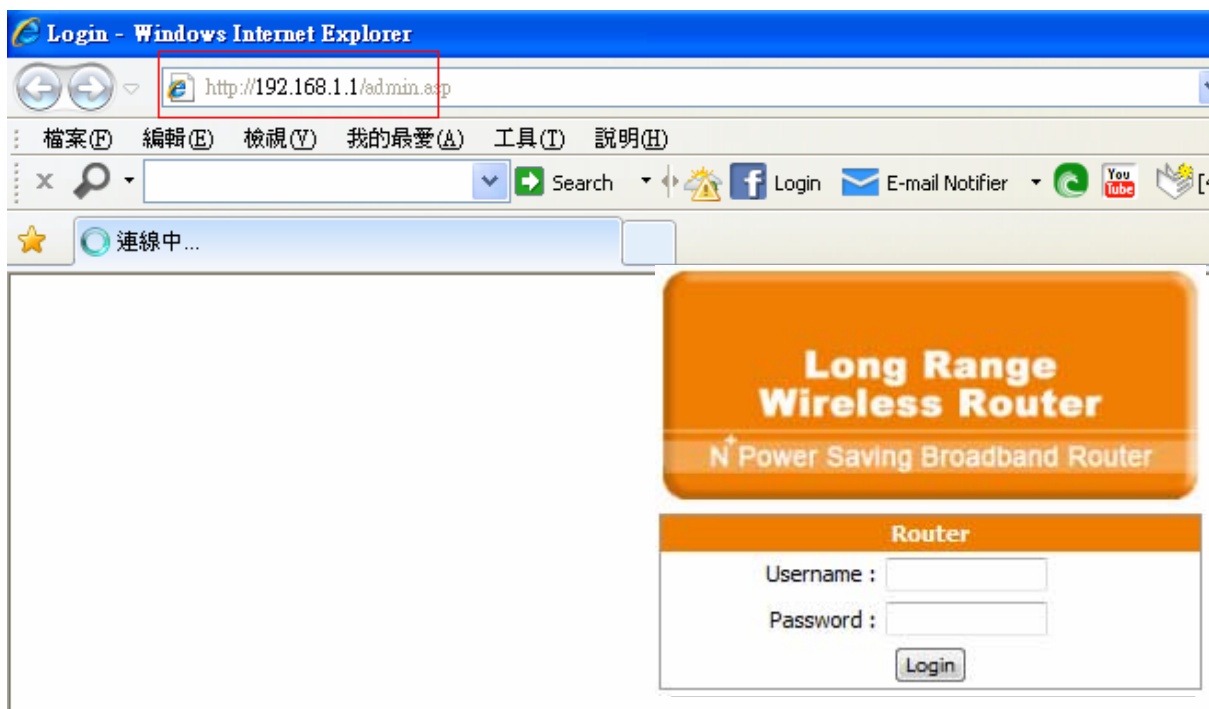 Login - Windows Internet Explorer
http://192.168.1.1/admin.asp
檔案(F) 編輯(E) 檢視(V) 我的最愛(A) 工具(T) 說明(H)
Search Login E-mail Notifier You Tube [
連線中...
Long Range
Wireless Router
N+ Power Saving Broadband Router
Router
Username :
Password :
Login